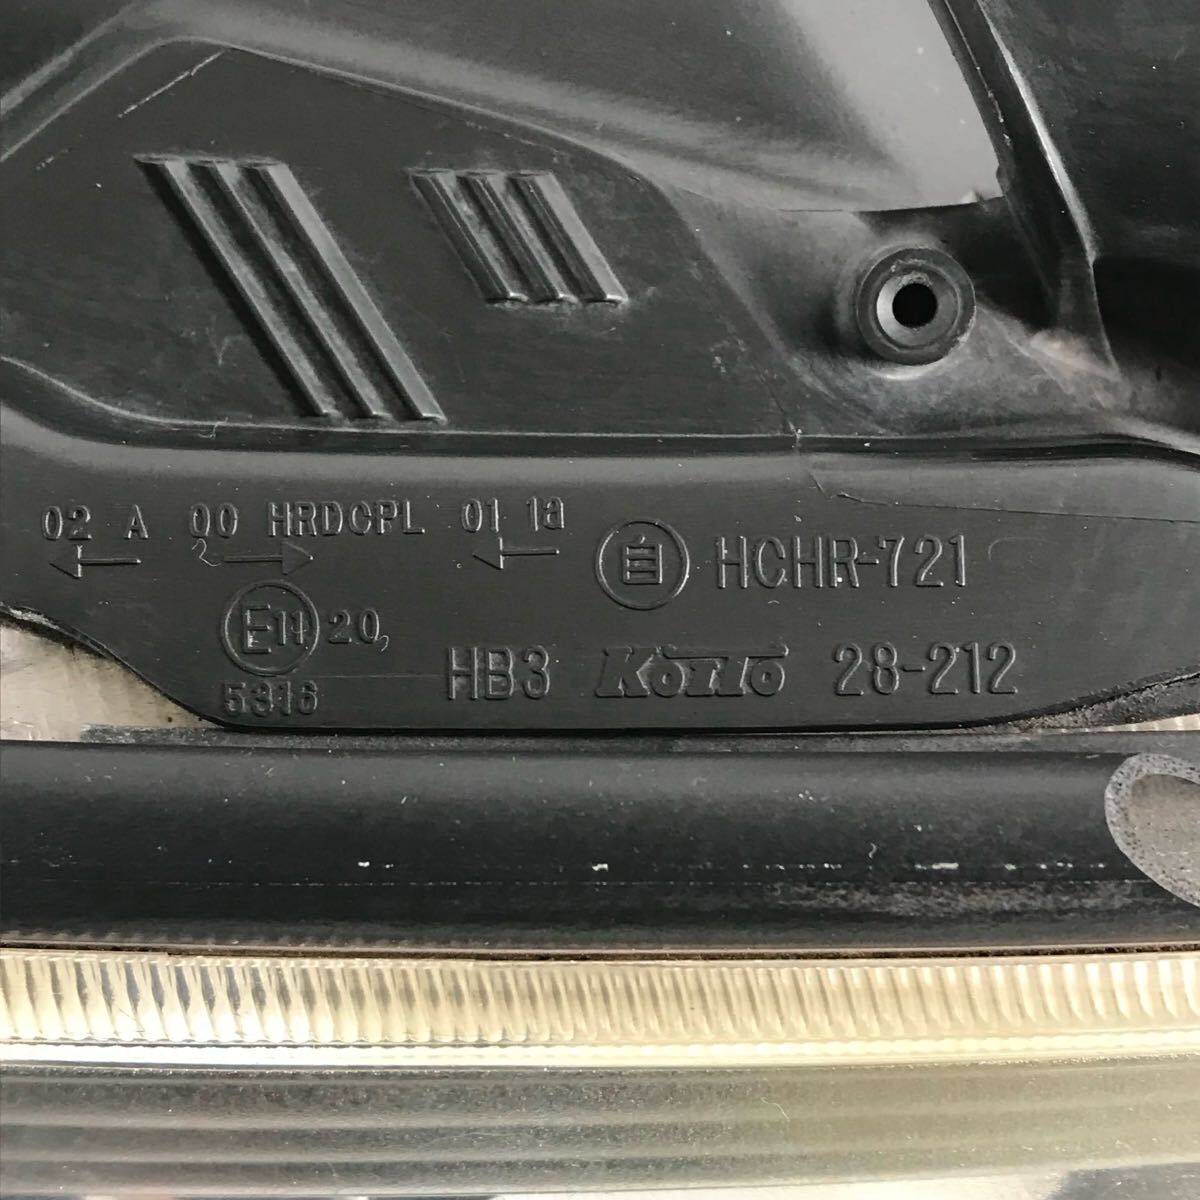 02 A 00 HRDCPL 01 1a
自 HCHR-721
E11 20,
HB3 KOITO 28-212
5316